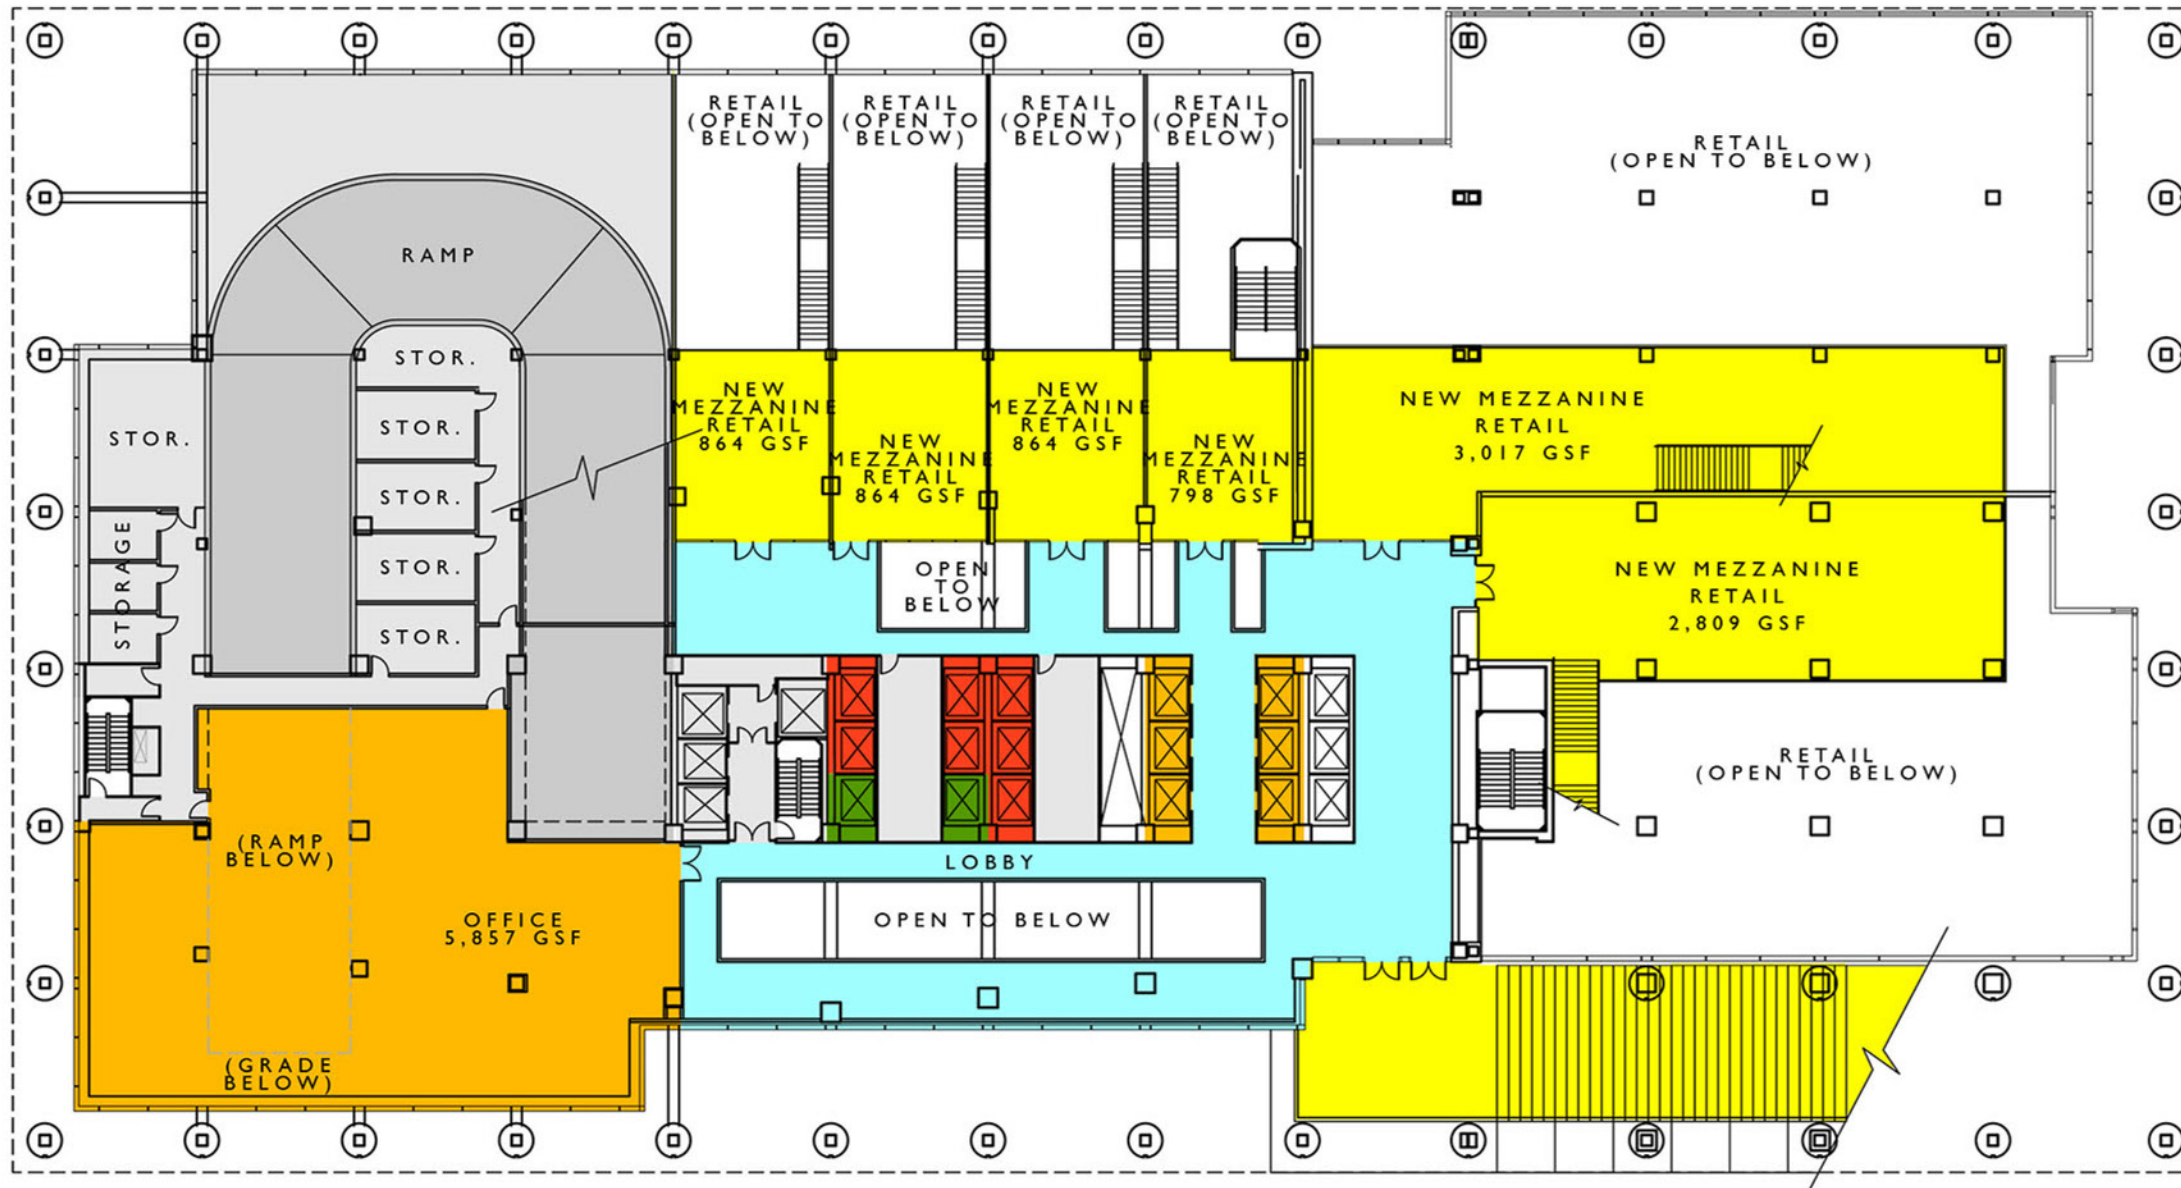 RETAIL
(OPEN TO
BELOW)
RETAIL
(OPEN TO
BELOW)
RETAIL
(OPEN TO
BELOW)
RETAIL
(OPEN TO
BELOW)
RETAIL
(OPEN TO BELOW)
RAMP
STOR.
STOR.
STOR.
STOR.
STOR.
STOR.
STORAGE
NEW
MEZZANINE
RETAIL
864 GSF
NEW
MEZZANINE
RETAIL
864 GSF
NEW
MEZZANINE
RETAIL
864 GSF
NEW
MEZZANINE
RETAIL
798 GSF
NEW MEZZANINE
RETAIL
3,017 GSF
OPEN
TO
BELOW
NEW MEZZANINE
RETAIL
2,809 GSF
RETAIL
(OPEN TO BELOW)
(RAMP
BELOW)
LOBBY
OFFICE
5,857 GSF
OPEN TO BELOW
(GRADE
BELOW)